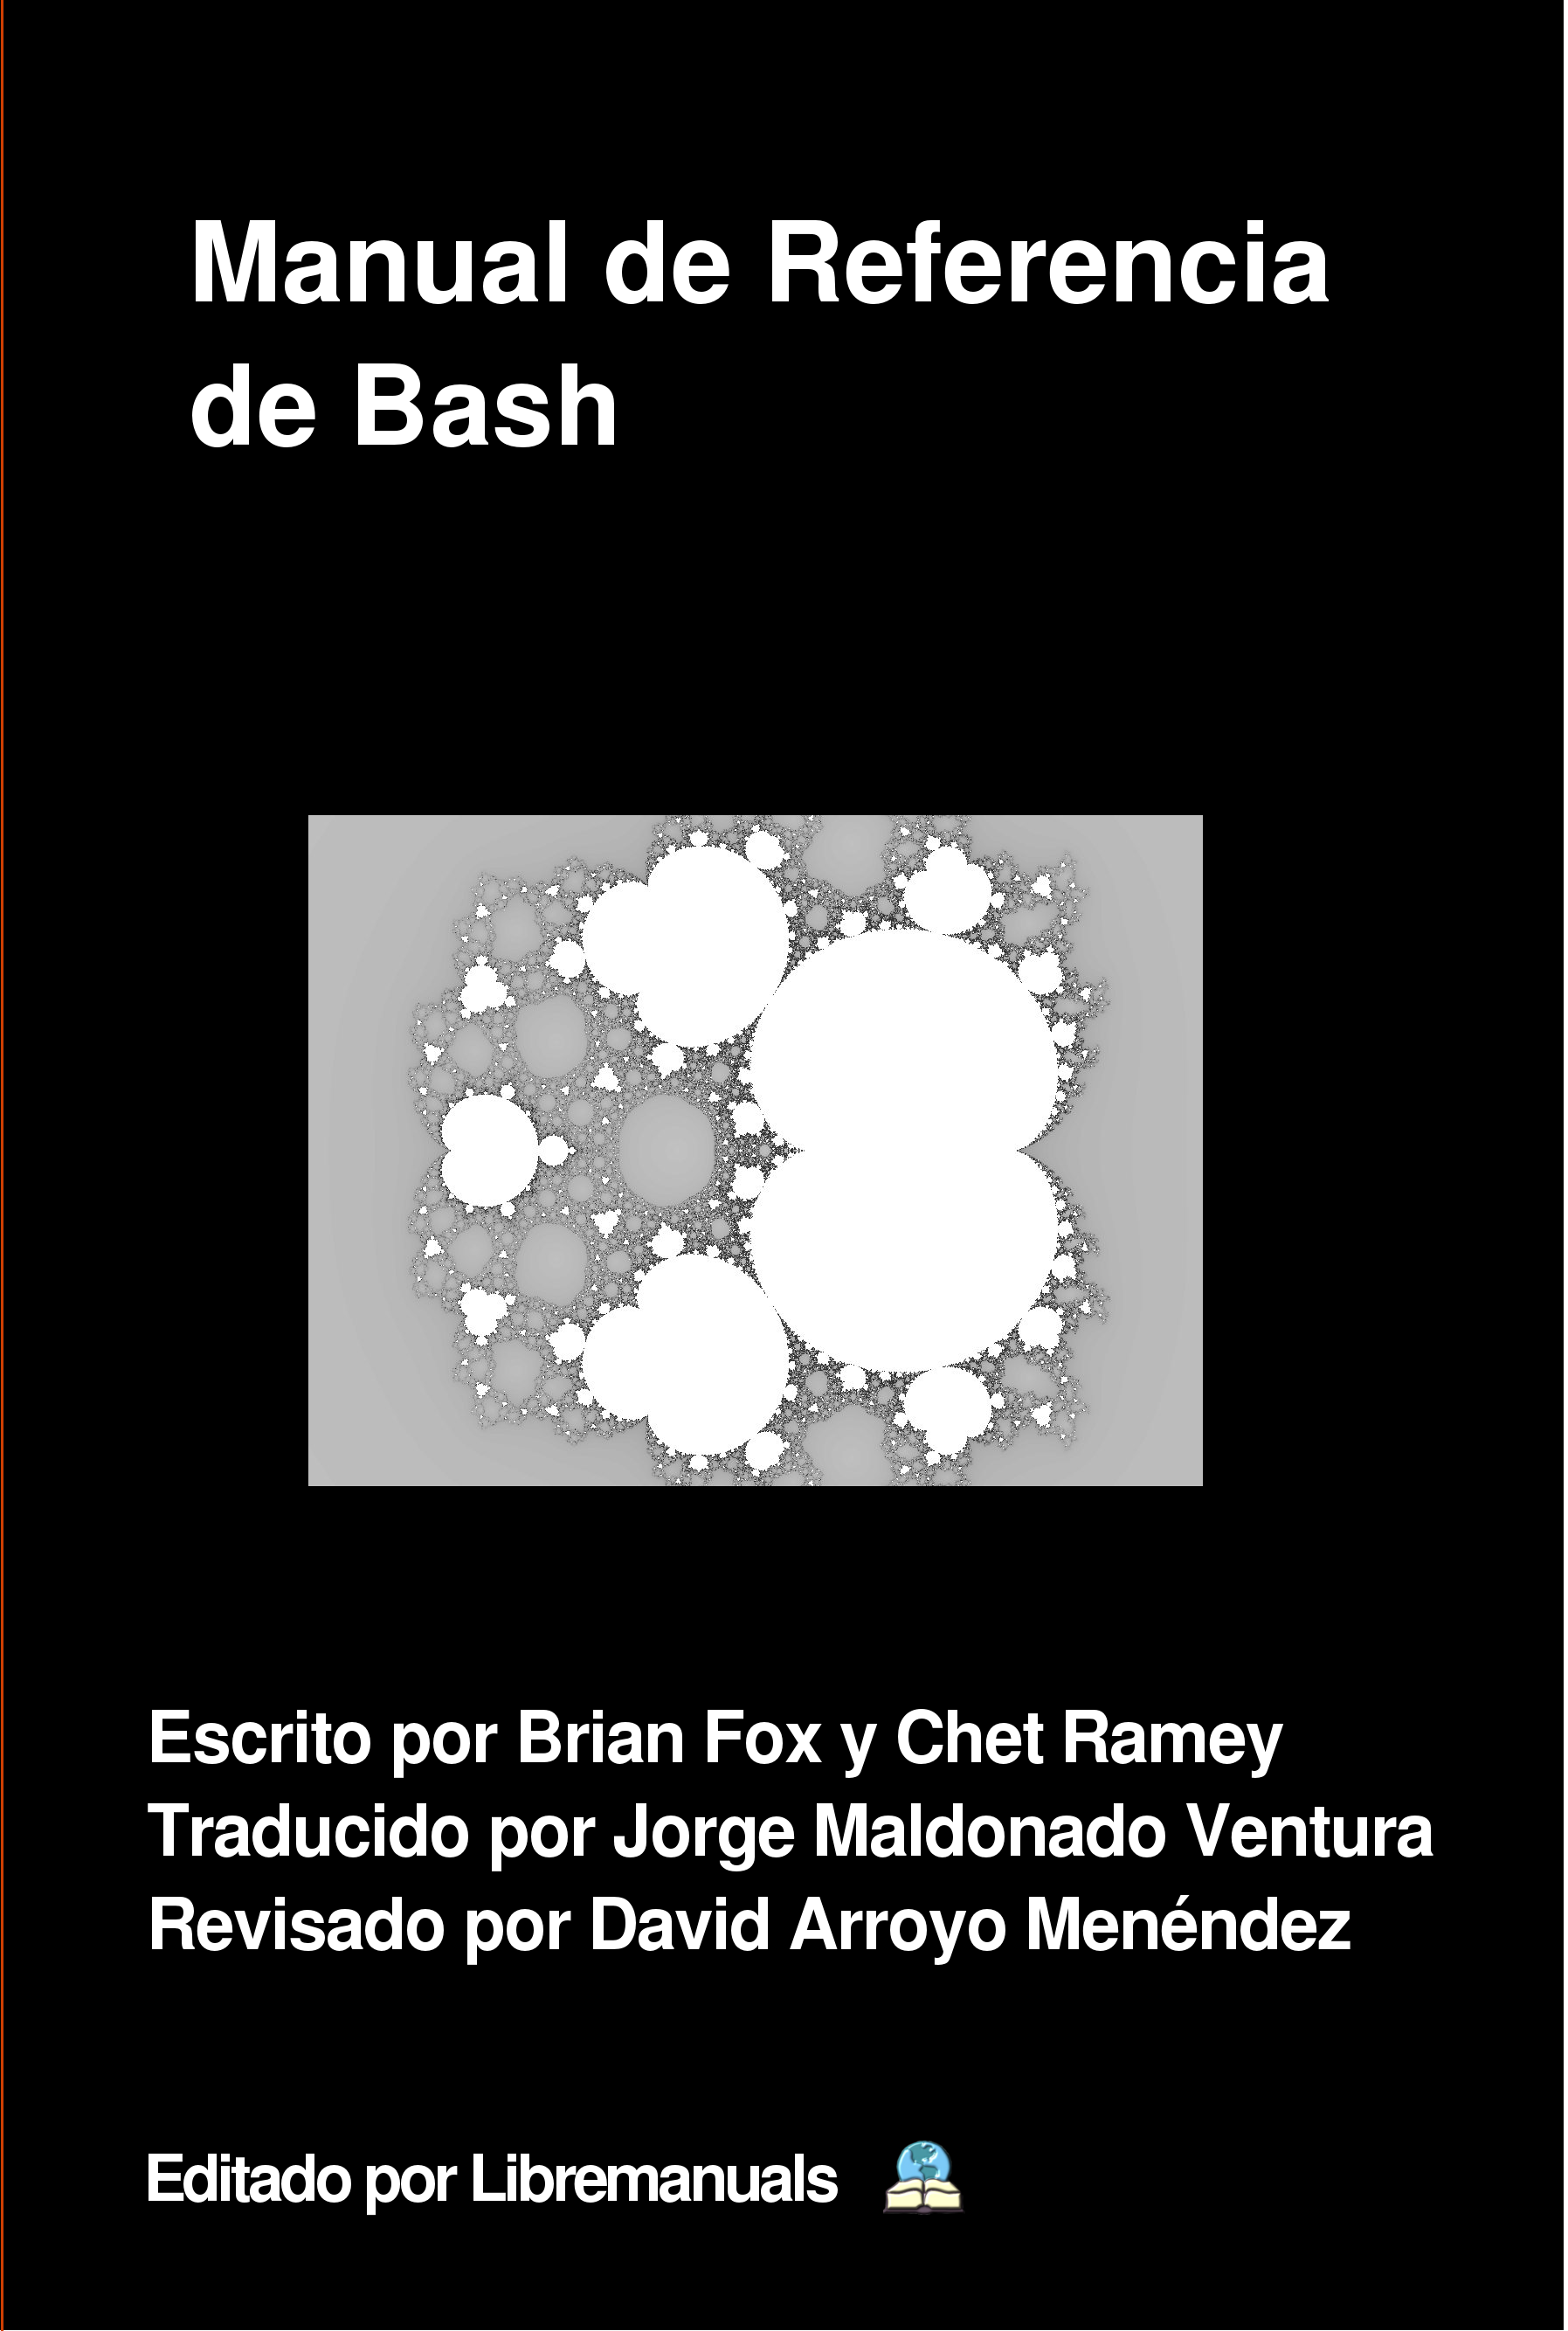 Manual de Referencia
de Bash
Escrito por Brian Fox y Chet Ramey
Traducido por Jorge Maldonado Ventura
Revisado por David Arroyo Menéndez
Editado por Libremanuals